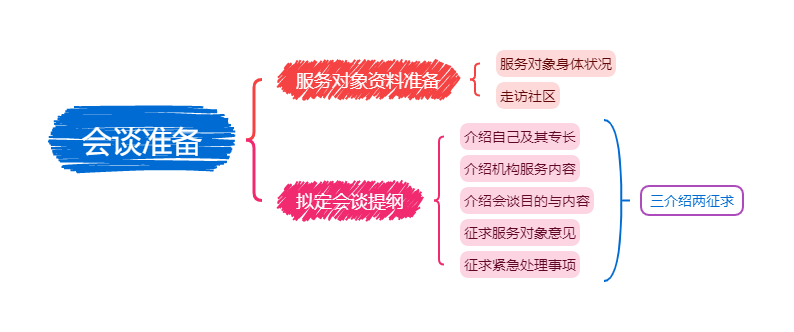 会谈准备
服务对象资料准备
服务对象身体状况
走访社区
拟定会谈提纲
介绍自己及其专长
介绍机构服务内容
介绍会谈目的与内容
征求服务对象意见
征求紧急处理事项
三介绍两征求